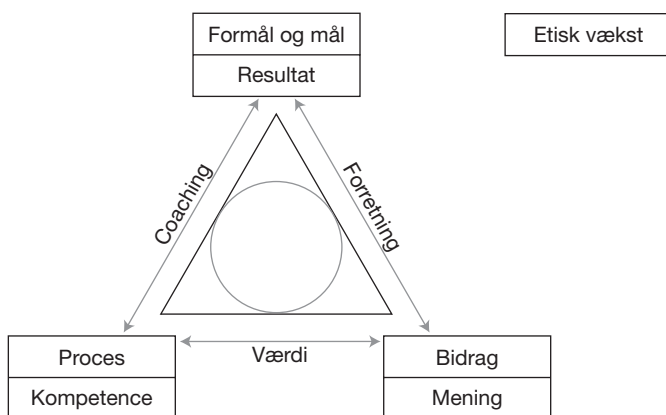 Formål og mål
Resultat
Etisk vækst
Coaching
Forretning
Proces
Kompetence
Værdi
Bidrag
Mening